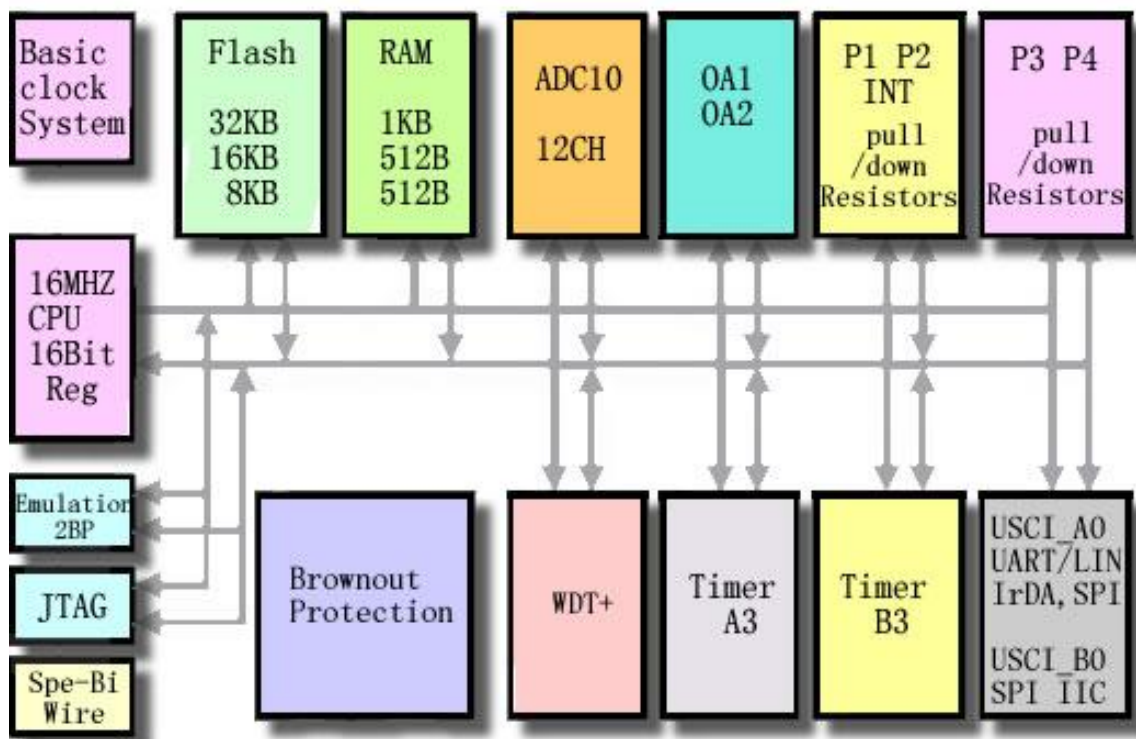 Basic
clock
System
Flash
32KB
16KB
8KB
RAM
1KB
512B
512B
ADC10
12CH
OA1
OA2
P1 P2
INT
pull
/down
Resistors
P3 P4
pull
/down
Resistors
16MHZ
CPU
16Bit
Reg
Emulation
2BP
JTAG
Spe-Bi
Wire
Brownout
Protection
WDT+
Timer
A3
Timer
B3
USCI_A0
UART/LIN
IrDA, SPI
USCI_B0
SPI IIC